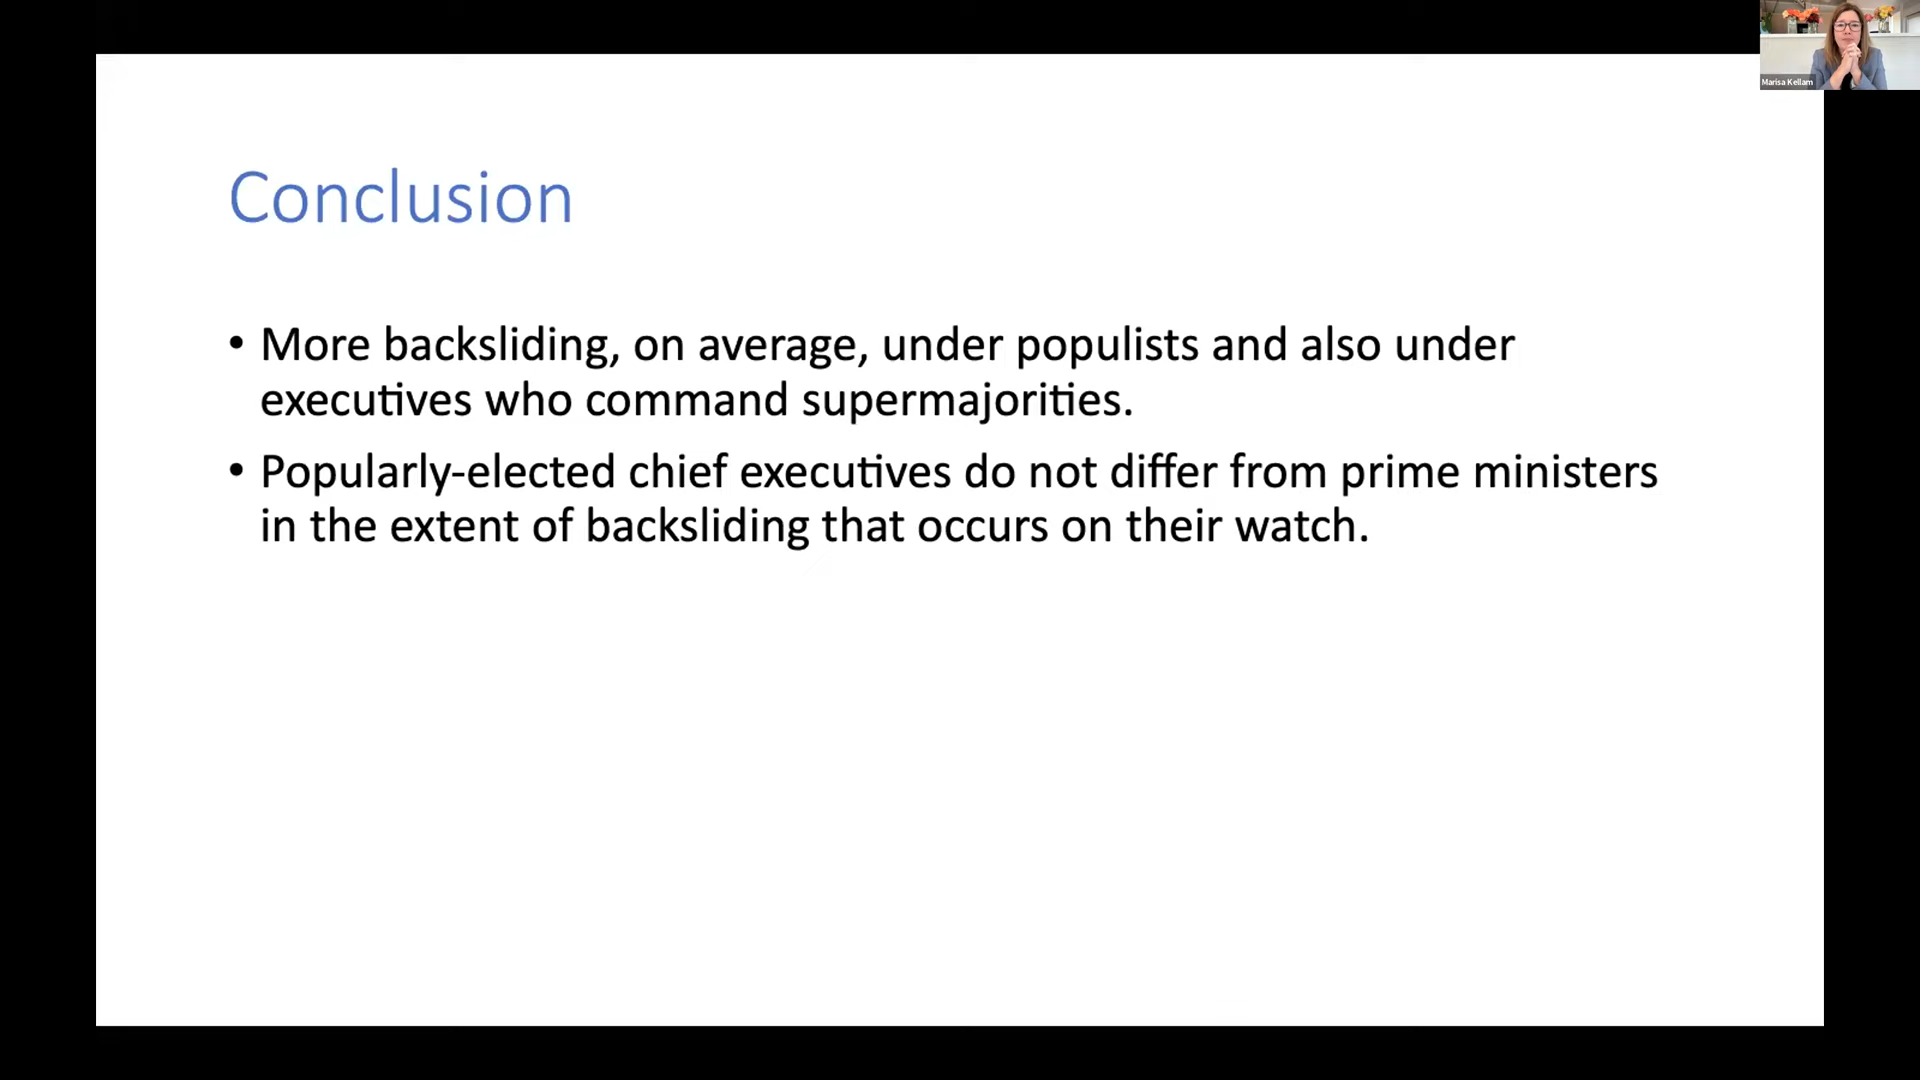 Marisa Kellam
Conclusion
• More backsliding, on average, under populists and also under
executives who command supermajorities.
• Popularly-elected chief executives do not differ from prime ministers
in the extent of backsliding that occurs on their watch.